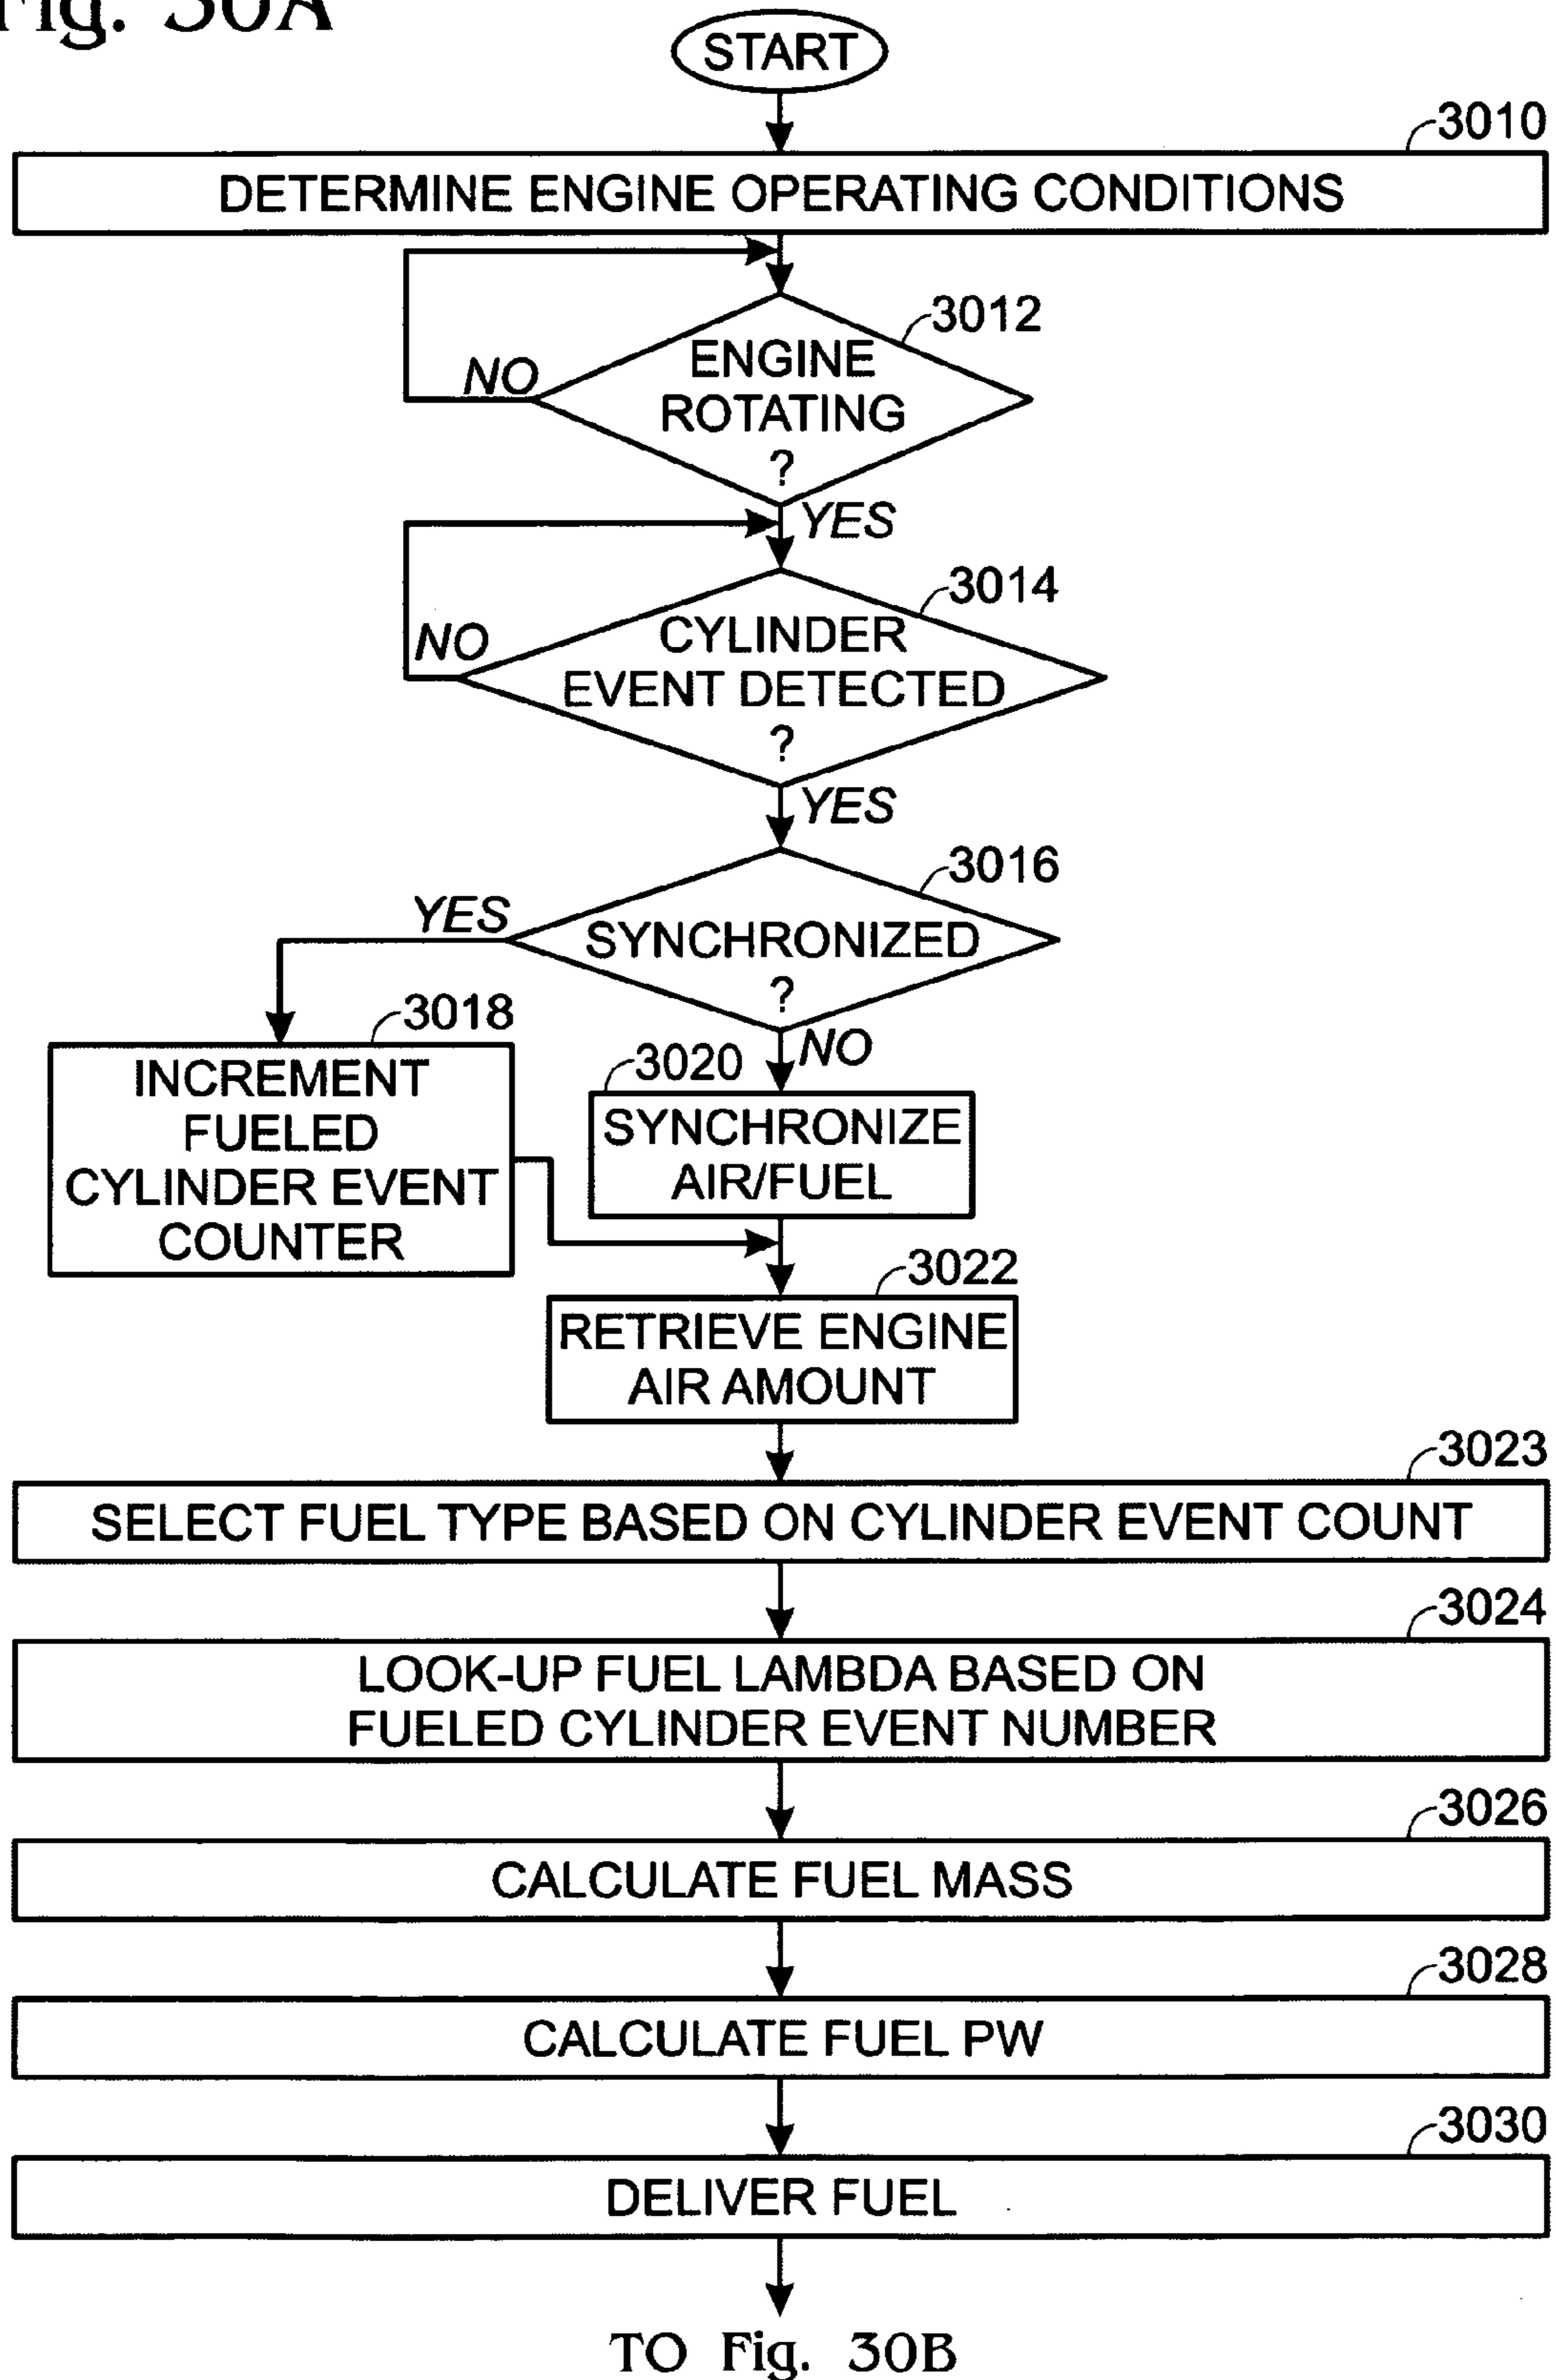 Fig. 30A
START
3010
DETERMINE ENGINE OPERATING CONDITIONS
3012
ENGINE
ROTATING
?
NO
YES
3014
CYLINDER
EVENT DETECTED
?
NO
YES
3016
SYNCHRONIZED
?
YES
NO
3018
INCREMENT
FUELED
CYLINDER EVENT
COUNTER
3020
SYNCHRONIZE
AIR/FUEL
3022
RETRIEVE ENGINE
AIR AMOUNT
3023
SELECT FUEL TYPE BASED ON CYLINDER EVENT COUNT
3024
LOOK-UP FUEL LAMBDA BASED ON
FUELED CYLINDER EVENT NUMBER
3026
CALCULATE FUEL MASS
3028
CALCULATE FUEL PW
3030
DELIVER FUEL
TO Fig. 30B